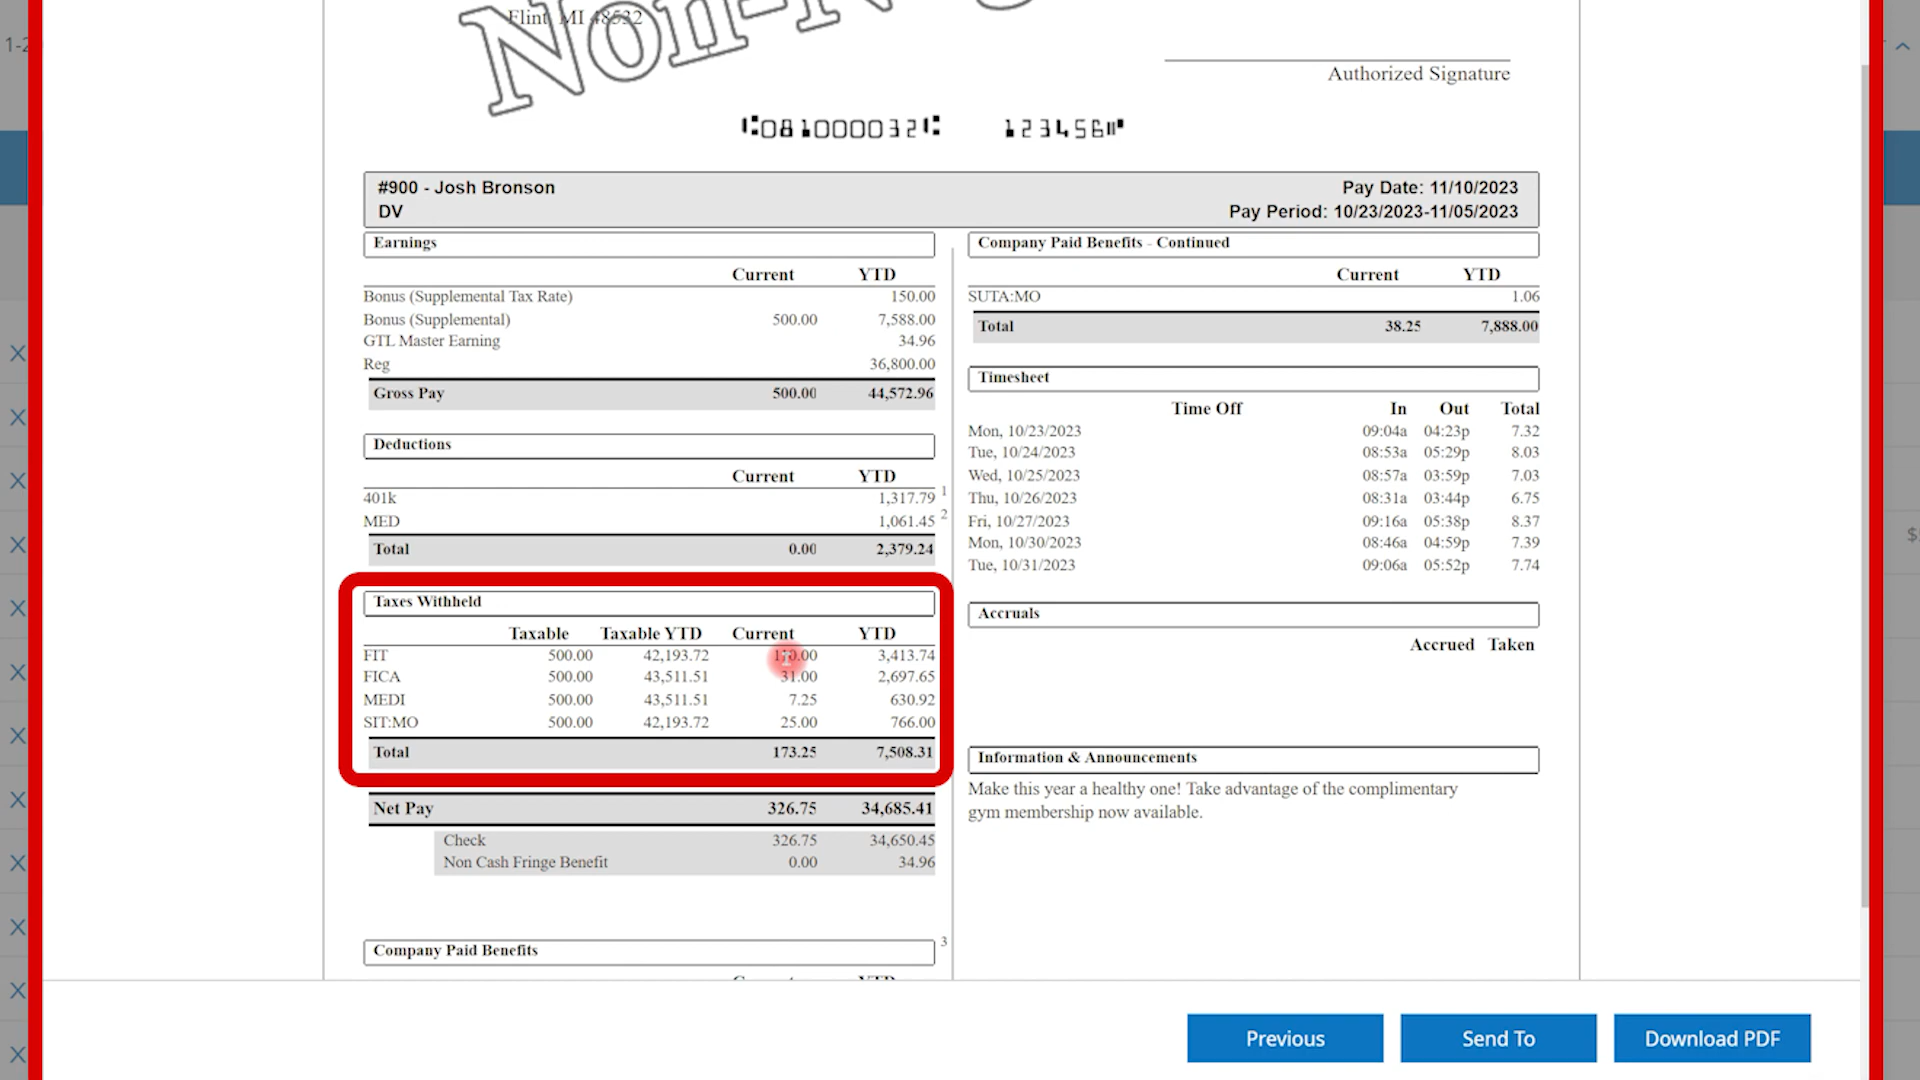 Flint, MI 48532
Non-
Authorized Signature
⑆081000032⑆ 123456⑈
#900 - Josh Bronson
DV
Pay Date: 11/10/2023
Pay Period: 10/23/2023-11/05/2023
Earnings
Current YTD
Bonus (Supplemental Tax Rate) 150.00
Bonus (Supplemental) 500.00 7,588.00
GTL Master Earning 34.96
Reg 36,800.00
Gross Pay 500.00 44,572.96
Deductions
Current YTD
401k 1,317.79 1
MED 1,061.45 2
Total 0.00 2,379.24
Taxes Withheld
Taxable Taxable YTD Current YTD
FIT 500.00 42,193.72 110.00 3,413.74
FICA 500.00 43,511.51 31.00 2,697.65
MEDI 500.00 43,511.51 7.25 630.92
SIT:MO 500.00 42,193.72 25.00 766.00
Total 173.25 7,508.31
Net Pay 326.75 34,685.41
Check 326.75 34,650.45
Non Cash Fringe Benefit 0.00 34.96
Company Paid Benefits 3
Company Paid Benefits - Continued
Current YTD
SUTA:MO 1.06
Total 38.25 7,888.00
Timesheet
Time Off In Out Total
Mon, 10/23/2023 09:04a 04:23p 7.32
Tue, 10/24/2023 08:53a 05:29p 8.03
Wed, 10/25/2023 08:57a 03:59p 7.03
Thu, 10/26/2023 08:31a 03:44p 6.75
Fri, 10/27/2023 09:16a 05:38p 8.37
Mon, 10/30/2023 08:46a 04:59p 7.39
Tue, 10/31/2023 09:06a 05:52p 7.74
Accruals
Accrued Taken
Information & Announcements
Make this year a healthy one! Take advantage of the complimentary
gym membership now available.
Previous
Send To
Download PDF